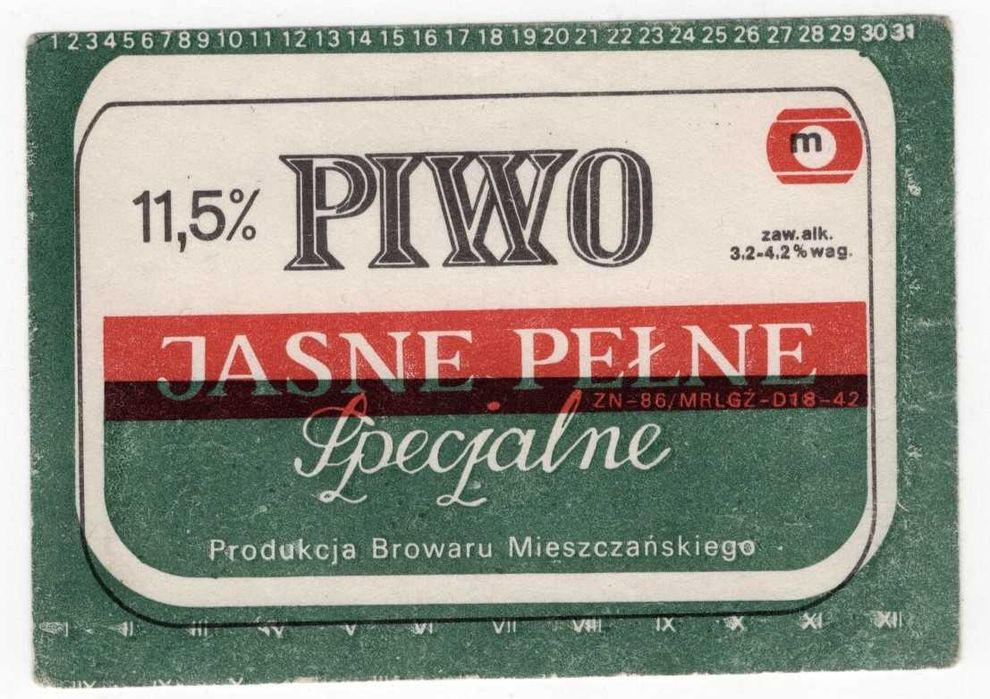 1 2 3 4 5 6 7 8 9 10 11 12 13 14 15 16 17 18 19 20 21 22 23 24 25 26 27 28 29 30 31
m
11,5% PIWO
zaw. alk.
3,2-4,2% wag.
JASNE PEŁNE
ZN-86/MRLGŻ-D18-42
Specjalne
Produkcja Browaru Mieszczańskiego
I II III IV V VI VII VIII IX X XI XII